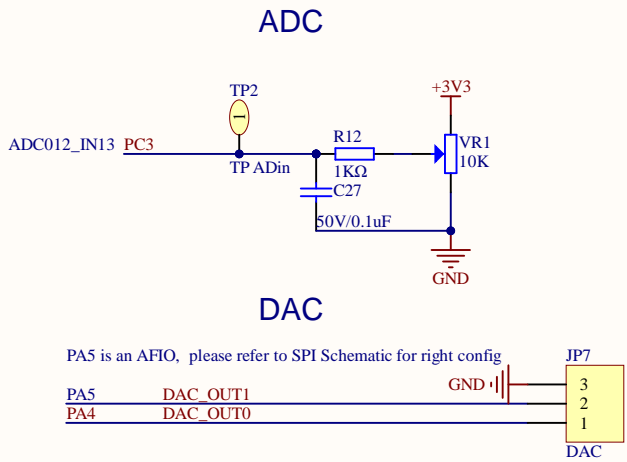 ADC
+3V3
TP2
1
R12
VR1
ADC012_IN13 PC3
TP ADin
1KΩ
10K
C27
50V/0.1uF
GND
DAC
PA5 is an AFIO, please refer to SPI Schematic for right config
JP7
GND
3
PA5 DAC_OUT1
2
PA4 DAC_OUT0
1
DAC